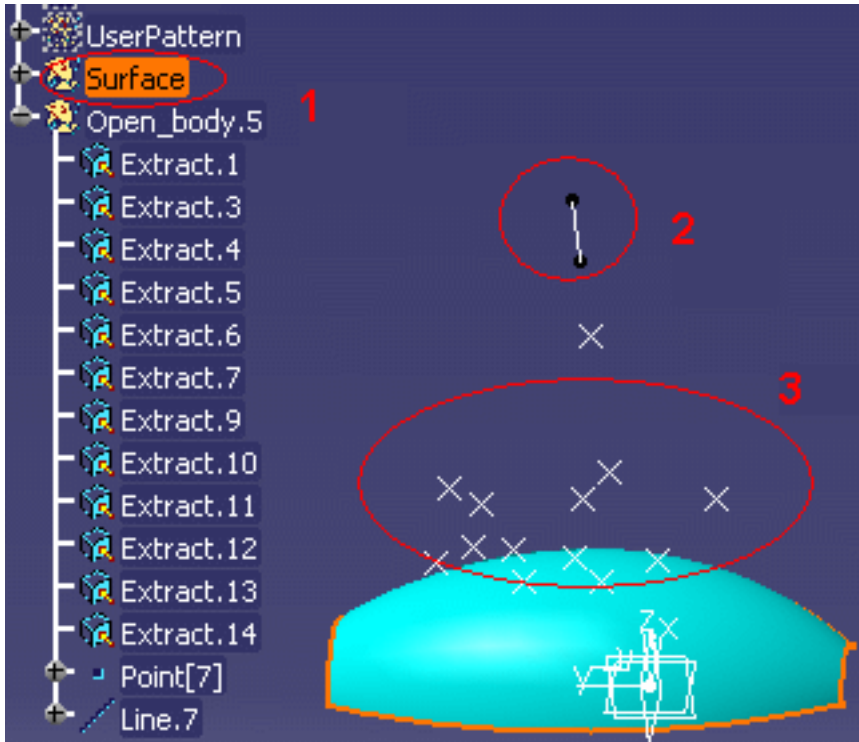 UserPattern
Surface
1
Open_body.5
Extract.1
Extract.3
2
Extract.4
Extract.5
Extract.6
Extract.7
3
Extract.9
Extract.10
Extract.11
Extract.12
Extract.13
Extract.14
Z
Point[7]
y
Line.7